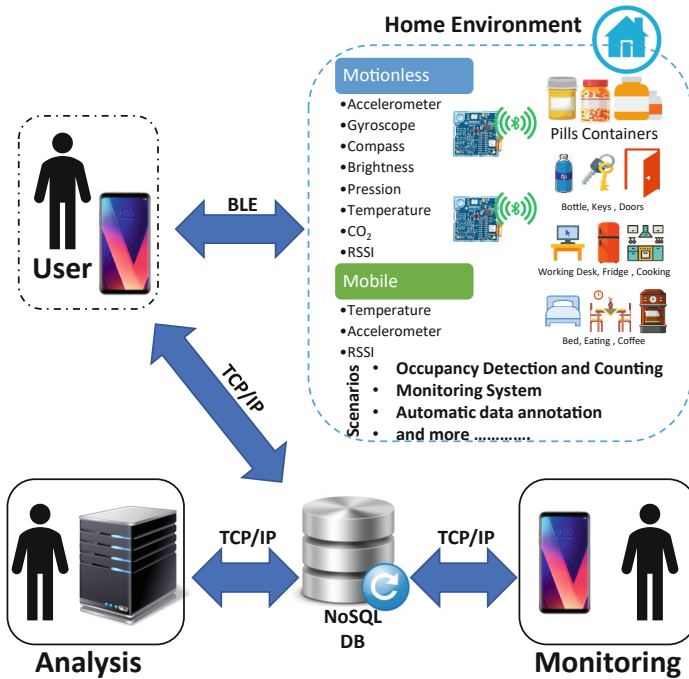 Home Environment
Motionless
•Accelerometer
•Gyroscope
•Compass
•Brightness
•Pression
•Temperature
•CO₂
•RSSI
Pills Containers
Bottle, Keys , Doors
Working Desk, Fridge , Cooking
Bed, Eating , Coffee
Mobile
•Temperature
•Accelerometer
•RSSI
Scenarios
• Occupancy Detection and Counting
• Monitoring System
• Automatic data annotation
• and more ………….
BLE
User
TCP/IP
TCP/IP
TCP/IP
NoSQL
DB
Analysis
Monitoring